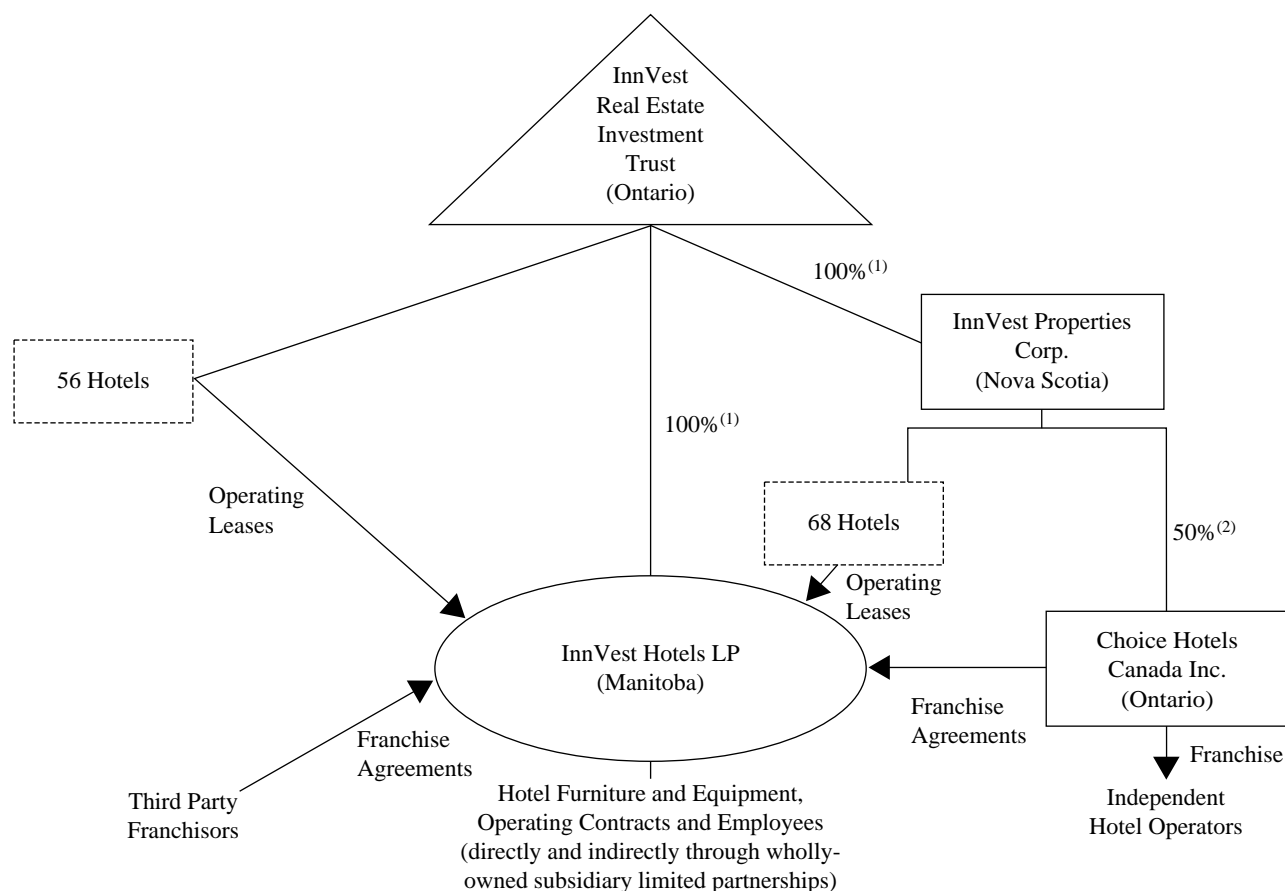 InnVest
Real Estate
Investment
Trust
(Ontario)
100%(1)
InnVest Properties
Corp.
(Nova Scotia)
56 Hotels
100%(1)
Operating
Leases
68 Hotels
50%(2)
Operating
Leases
InnVest Hotels LP
(Manitoba)
Choice Hotels
Canada Inc.
(Ontario)
Franchise
Agreements
Franchise
Agreements
Franchise
Third Party
Franchisors
Hotel Furniture and Equipment,
Operating Contracts and Employees
(directly and indirectly through wholly-
owned subsidiary limited partnerships)
Independent
Hotel Operators